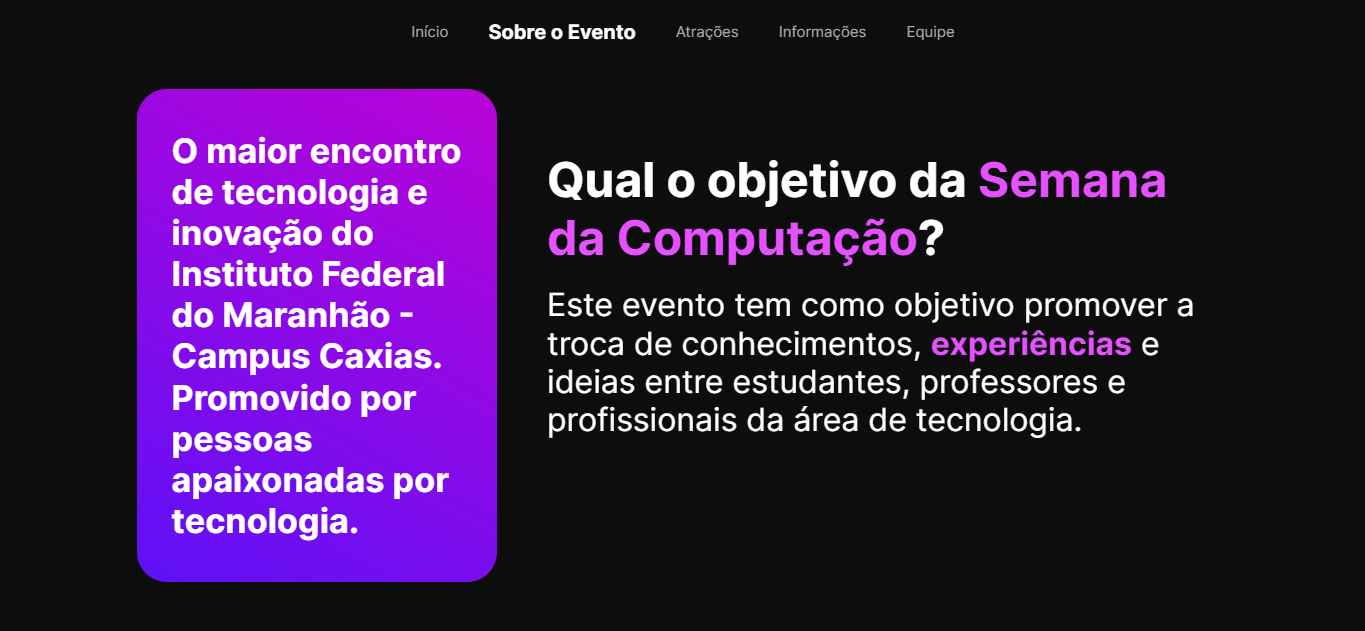 Início Sobre o Evento Atrações Informações Equipe
O maior encontro
de tecnologia e
inovação do
Instituto Federal
do Maranhão -
Campus Caxias.
Promovido por
pessoas
apaixonadas por
tecnologia.
Qual o objetivo da Semana
da Computação?
Este evento tem como objetivo promover a
troca de conhecimentos, experiências e
ideias entre estudantes, professores e
profissionais da área de tecnologia.